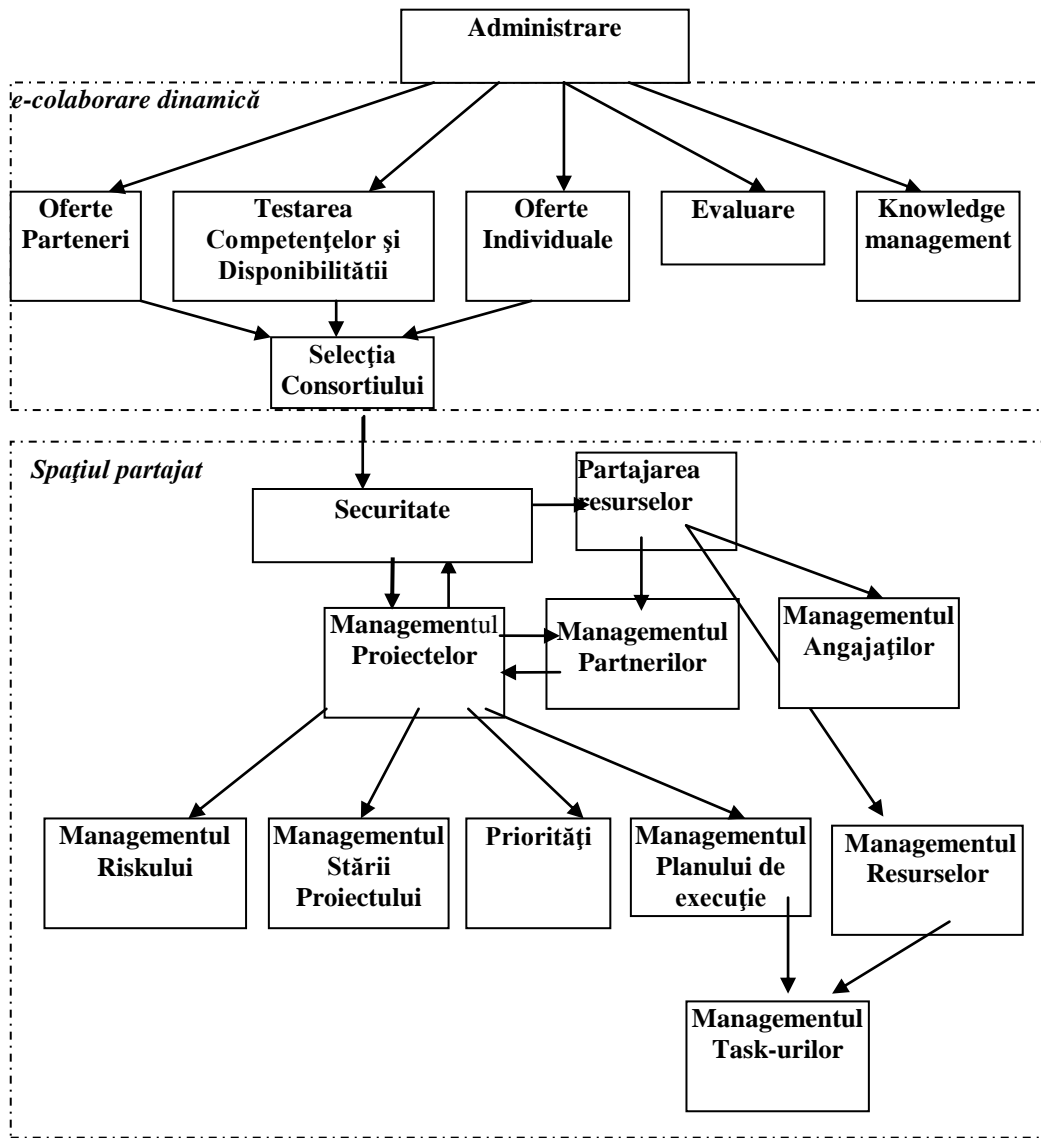 Administrare
e-colaborare dinamică
Oferte
Parteneri
Testarea
Competenţelor şi
Disponibilitătii
Oferte
Individuale
Evaluare
Knowledge
management
Selecţia
Consortiului
Spaţiul partajat
Securitate
Partajarea
resurselor
Managementul
Proiectelor
Managementul
Partnerilor
Managementul
Angajaţilor
Managementul
Riskului
Managementul
Stării
Proiectului
Priorităţi
Managementul
Planului de
execuţie
Managementul
Resurselor
Managementul
Task-urilor